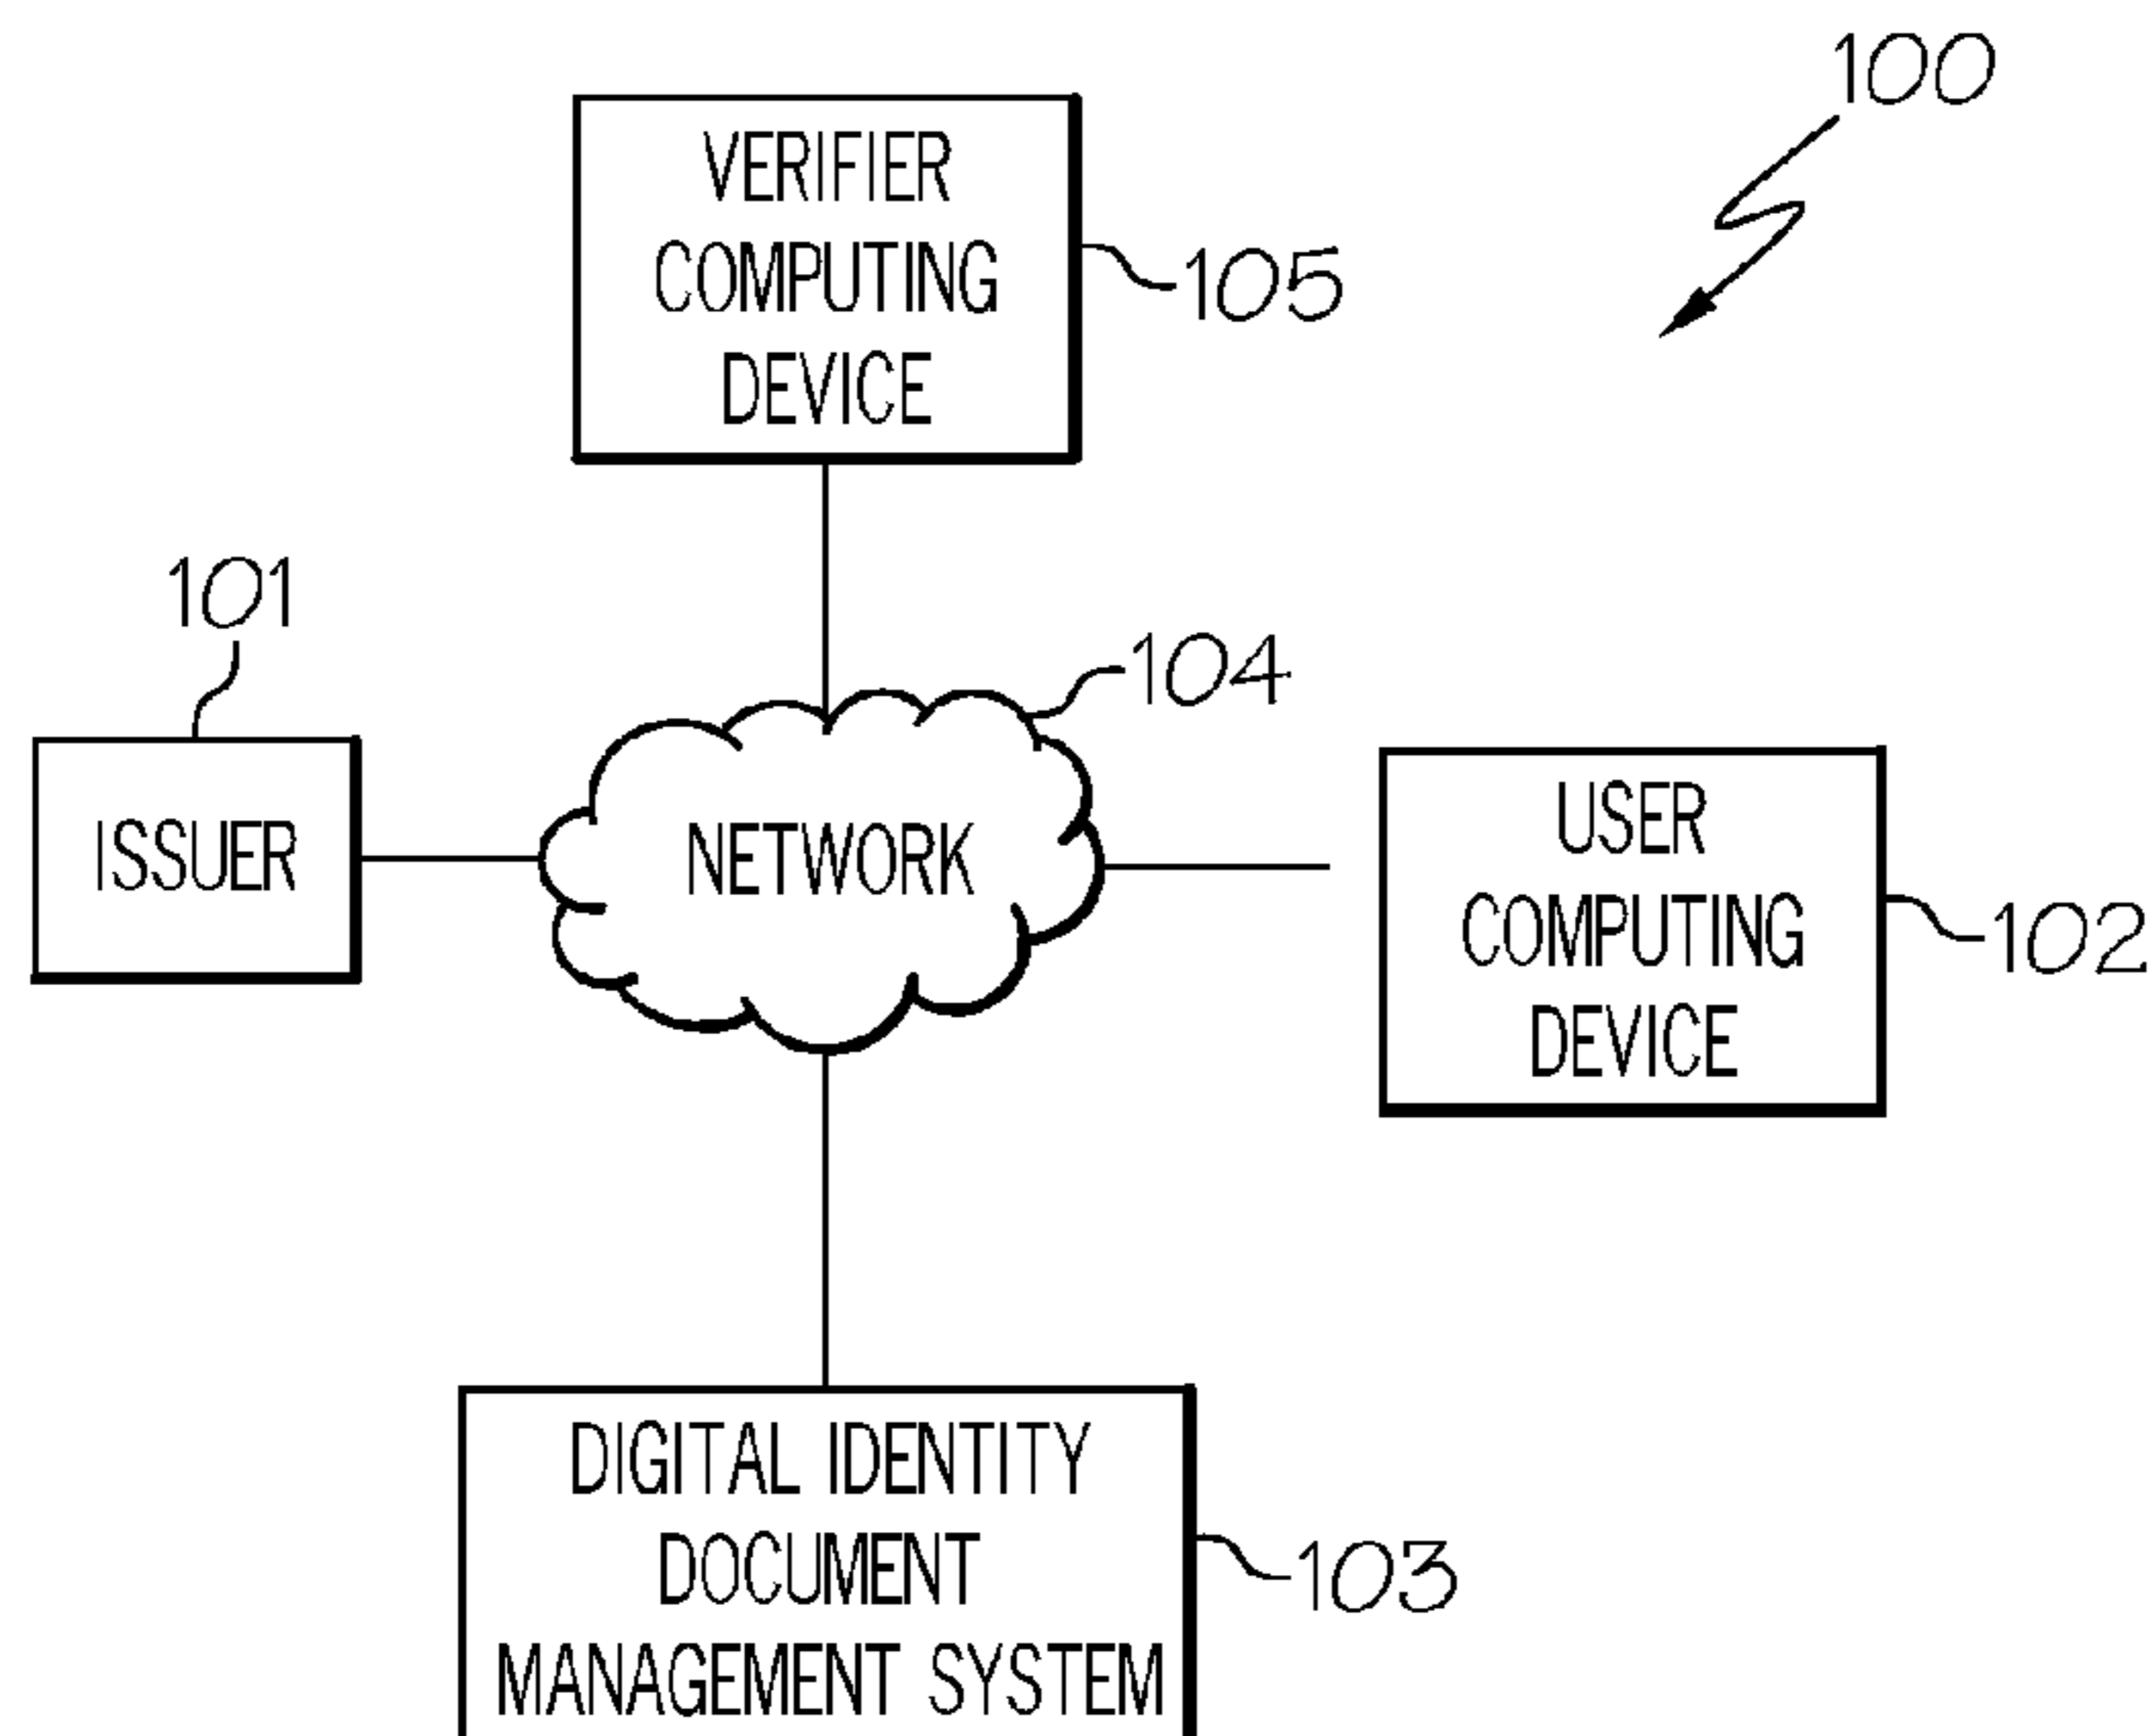 100
VERIFIER
COMPUTING
DEVICE
105
101
104
ISSUER
NETWORK
USER
COMPUTING
DEVICE
102
DIGITAL IDENTITY
DOCUMENT
MANAGEMENT SYSTEM
103